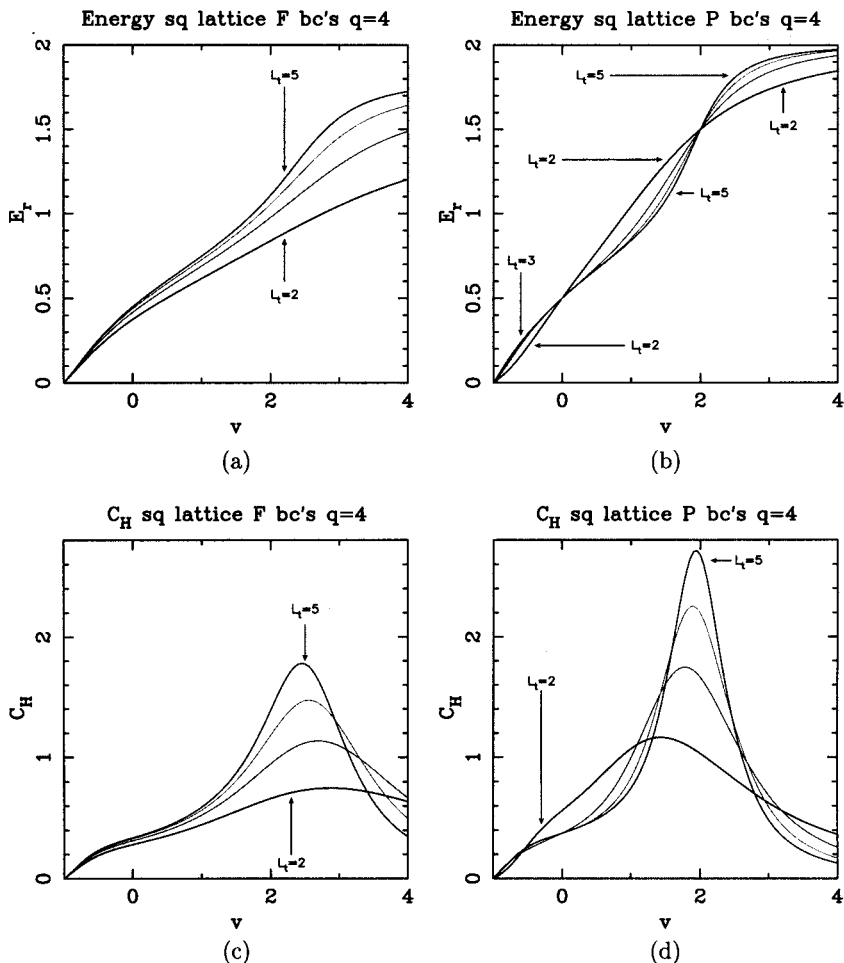 Energy sq lattice F bc's q=4
E_r
2
1.5
1
0.5
0
L_t=5
L_t=2
0 2 4
v
(a)
Energy sq lattice P bc's q=4
E_r
2
1.5
1
0.5
0
L_t=5
L_t=2
L_t=2
L_t=5
L_t=3
L_t=2
0 2 4
v
(b)
C_H sq lattice F bc's q=4
C_H
2
1
0
L_t=5
L_t=2
0 2 4
v
(c)
C_H sq lattice P bc's q=4
C_H
2
1
0
L_t=5
L_t=2
0 2 4
v
(d)